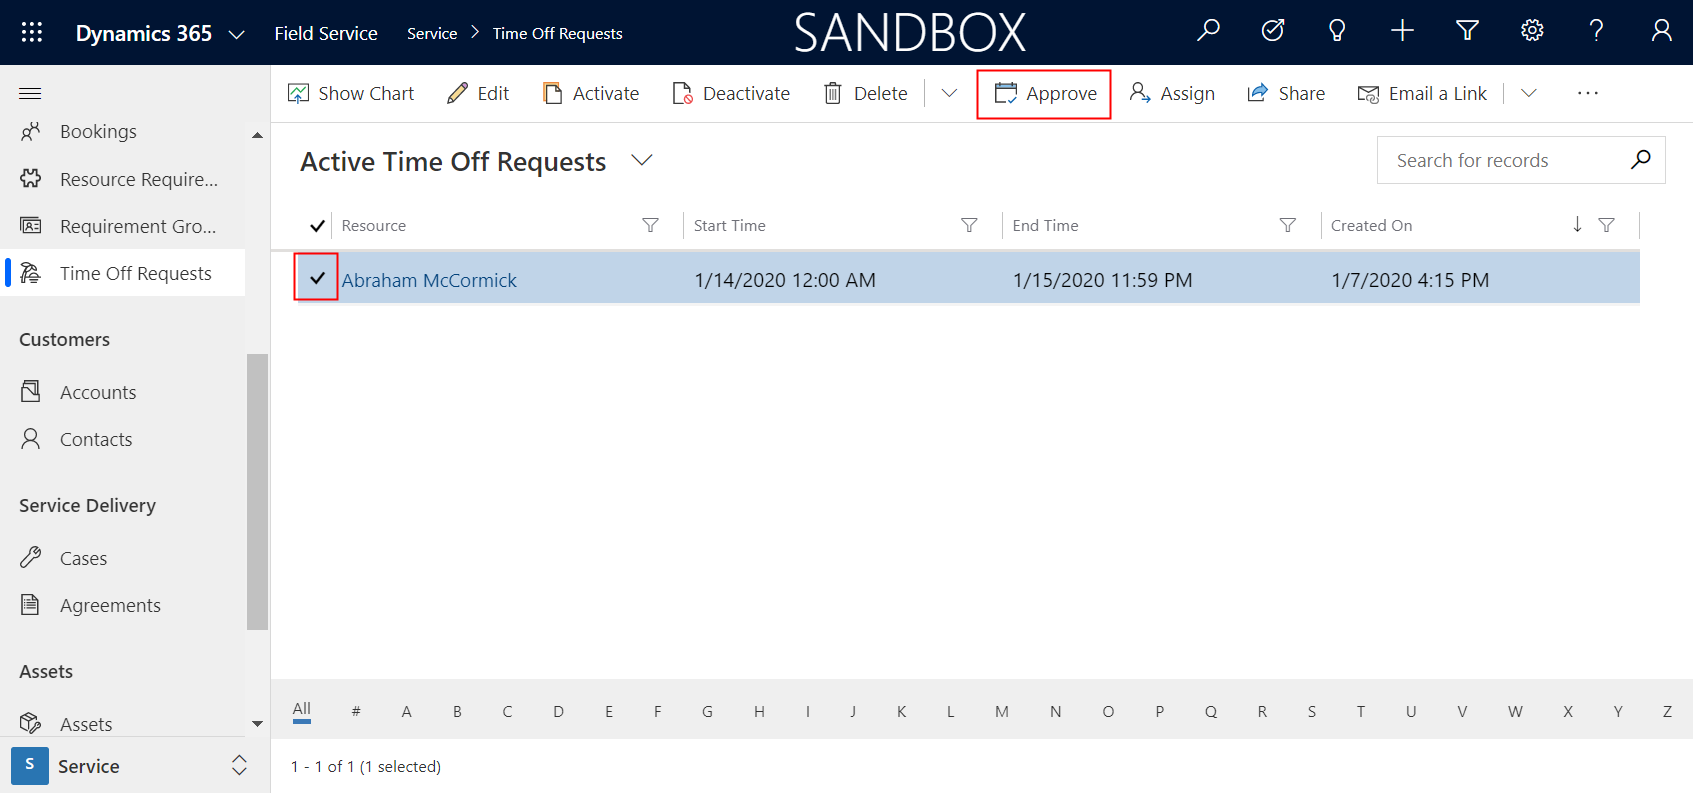 Dynamics 365 Field Service Service > Time Off Requests SANDBOX
Show Chart Edit Activate Deactivate Delete Approve Assign Share Email a Link
Bookings
Resource Require...
Requirement Gro...
Time Off Requests
Customers
Accounts
Contacts
Service Delivery
Cases
Agreements
Assets
Assets
S Service
Active Time Off Requests
Search for records
Resource Start Time End Time Created On
Abraham McCormick 1/14/2020 12:00 AM 1/15/2020 11:59 PM 1/7/2020 4:15 PM
All # A B C D E F G H I J K L M N O P Q R S T U V W X Y Z
1 - 1 of 1 (1 selected)